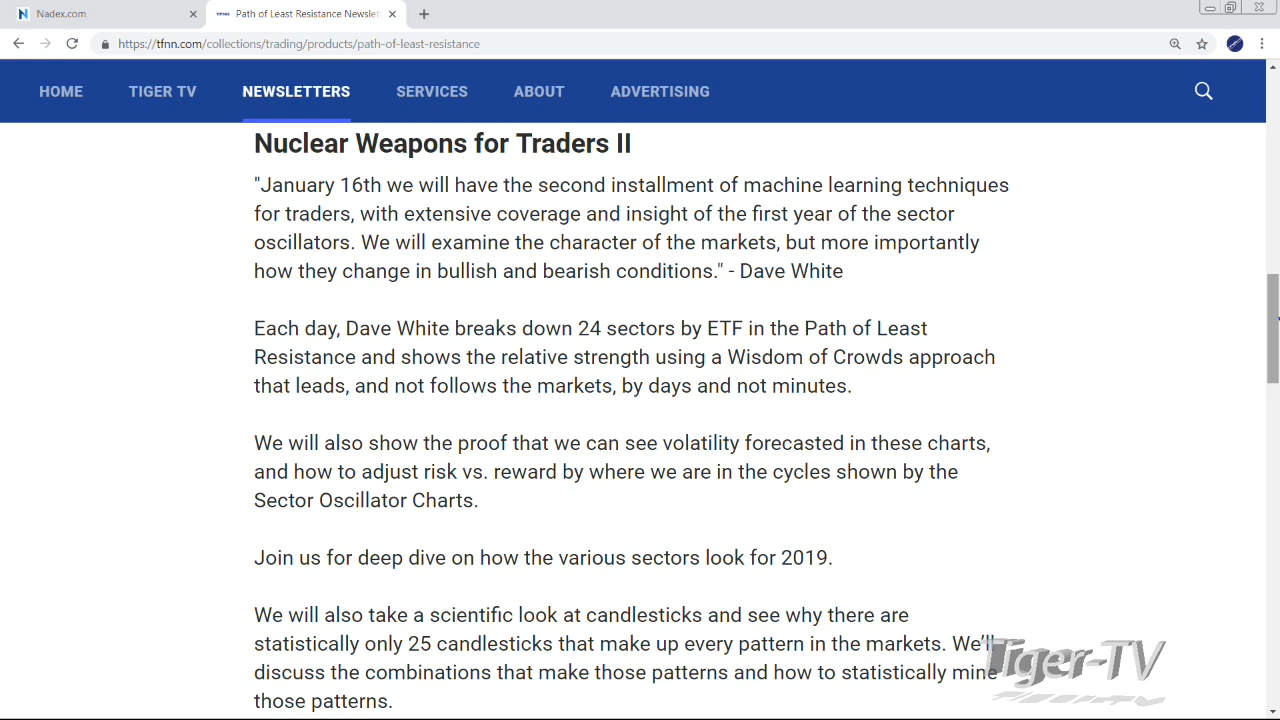 Nadex.com
Path of Least Resistance Newslet
https://tfnn.com/collections/trading/products/path-of-least-resistance
HOME TIGER TV NEWSLETTERS SERVICES ABOUT ADVERTISING
Nuclear Weapons for Traders II
"January 16th we will have the second installment of machine learning techniques
for traders, with extensive coverage and insight of the first year of the sector
oscillators. We will examine the character of the markets, but more importantly
how they change in bullish and bearish conditions." - Dave White
Each day, Dave White breaks down 24 sectors by ETF in the Path of Least
Resistance and shows the relative strength using a Wisdom of Crowds approach
that leads, and not follows the markets, by days and not minutes.
We will also show the proof that we can see volatility forecasted in these charts,
and how to adjust risk vs. reward by where we are in the cycles shown by the
Sector Oscillator Charts.
Join us for deep dive on how the various sectors look for 2019.
We will also take a scientific look at candlesticks and see why there are
statistically only 25 candlesticks that make up every pattern in the markets. We'll
discuss the combinations that make those patterns and how to statistically mine
those patterns.
Tiger-TV